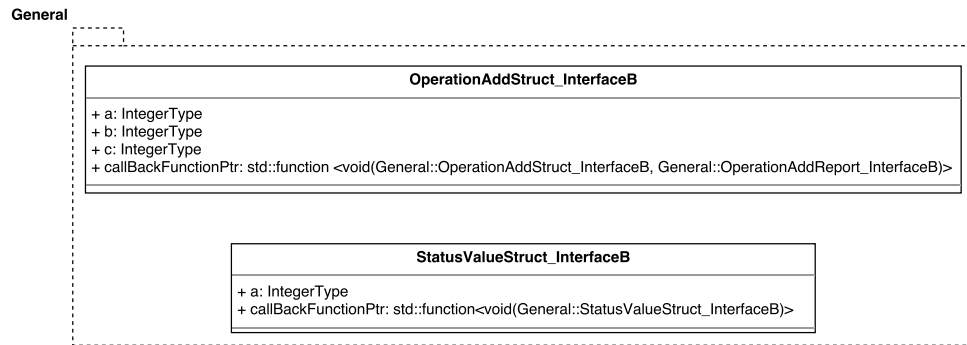 General
OperationAddStruct_InterfaceB
+ a: IntegerType
+ b: IntegerType
+ c: IntegerType
+ callBackFunctionPtr: std::function <void(General::OperationAddStruct_InterfaceB, General::OperationAddReport_InterfaceB)>
StatusValueStruct_InterfaceB
+ a: IntegerType
+ callBackFunctionPtr: std::function<void(General::StatusValueStruct_InterfaceB)>